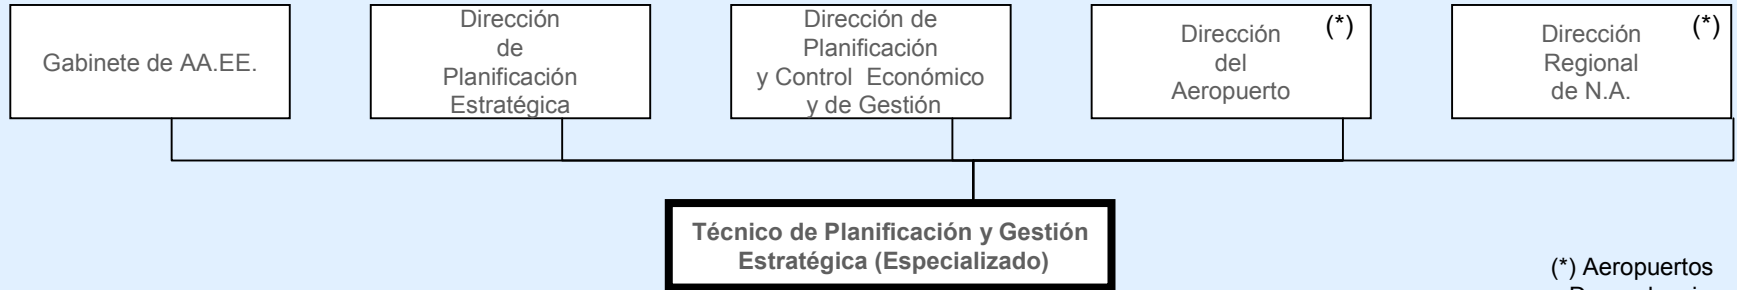 Gabinete de AA.EE.
Dirección
de
Planificación
Estratégica
Dirección de
Planificación
y Control Económico
y de Gestión
Dirección
del
Aeropuerto
(*)
Dirección
Regional
de N.A.
(*)
Técnico de Planificación y Gestión
Estratégica (Especializado)
(*) Aeropuertos